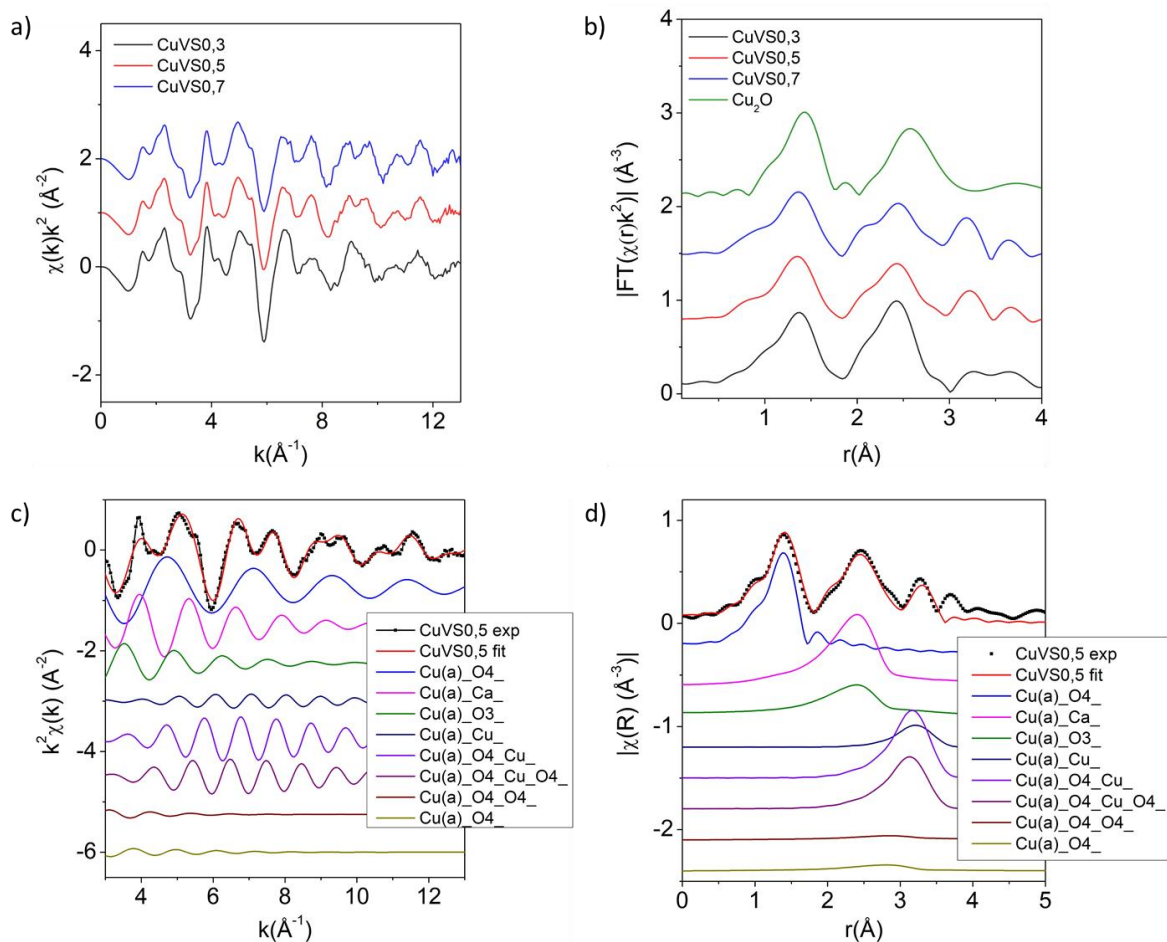 a)
4
2
0
-2
χ(k)k² (Å⁻²)
CuVS0,3
CuVS0,5
CuVS0,7
0
4
8
12
k(Å⁻¹)
b)
4
3
2
1
0
|FT(χ(r)k²)| (Å⁻³)
CuVS0,3
CuVS0,5
CuVS0,7
Cu₂O
1
2
3
4
r(Å)
c)
0
-2
-4
-6
k²χ(k) (Å⁻²)
CuVS0,5 exp
CuVS0,5 fit
Cu(a)_O4_
Cu(a)_Ca_
Cu(a)_O3_
Cu(a)_Cu_
Cu(a)_O4_Cu_
Cu(a)_O4_Cu_O4_
Cu(a)_O4_O4_
Cu(a)_O4_
4
6
8
10
12
k(Å⁻¹)
d)
1
0
-1
-2
|χ(R) (Å⁻³)|
CuVS0,5 exp
CuVS0,5 fit
Cu(a)_O4_
Cu(a)_Ca_
Cu(a)_O3_
Cu(a)_Cu_
Cu(a)_O4_Cu_
Cu(a)_O4_Cu_O4_
Cu(a)_O4_O4_
Cu(a)_O4_
0
1
2
3
4
5
r(Å)